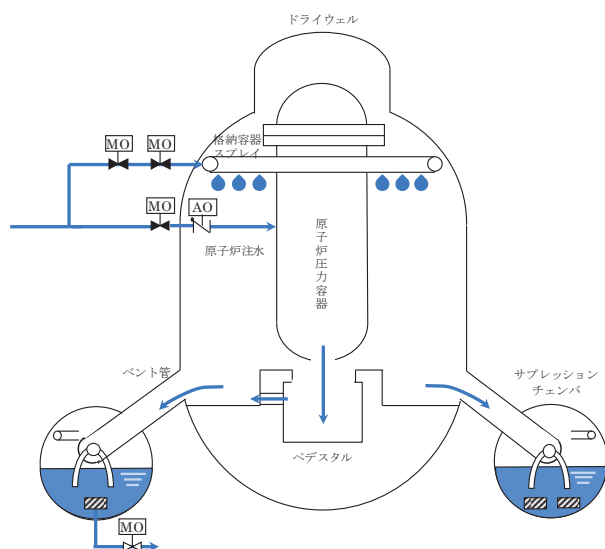 ドライウェル
格納容器
スプレイ
MO
MO
MO
AO
原子炉注水
原子炉圧力容器
ベント管
サプレッション
チェンバ
ペデスタル
MO